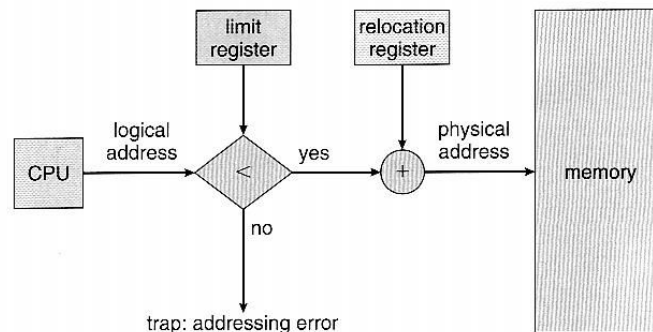 limit
register
relocation
register
logical
address
yes
physical
address
CPU
<
+
memory
no
trap: addressing error